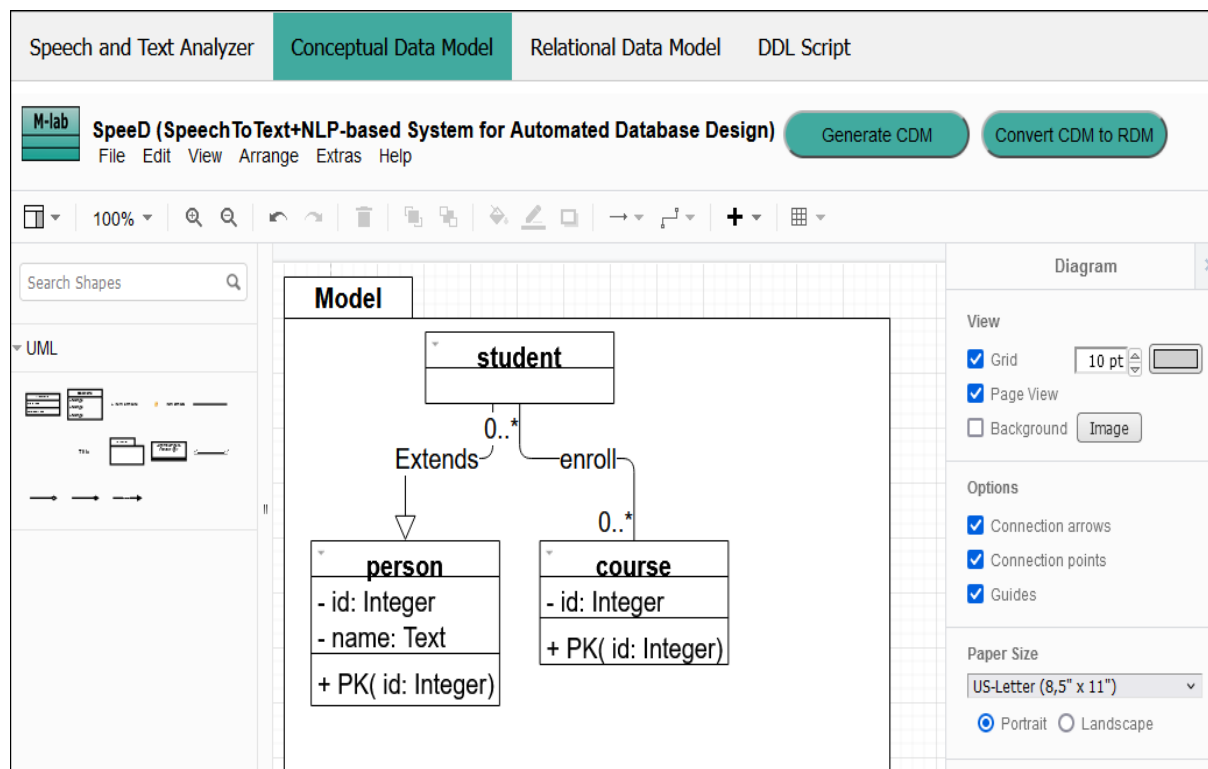 Speech and Text Analyzer Conceptual Data Model Relational Data Model DDL Script
M-lab
SpeeD (SpeechToText+NLP-based System for Automated Database Design)
Generate CDM Convert CDM to RDM
File Edit View Arrange Extras Help
100%
Search Shapes
UML
Title
Model
student
0..*
Extends
enroll
0..*
person
- id: Integer
- name: Text
+ PK( id: Integer)
course
- id: Integer
+ PK( id: Integer)
Diagram
View
Grid 10 pt
Page View
Background Image
Options
Connection arrows
Connection points
Guides
Paper Size
US-Letter (8,5" x 11")
Portrait Landscape